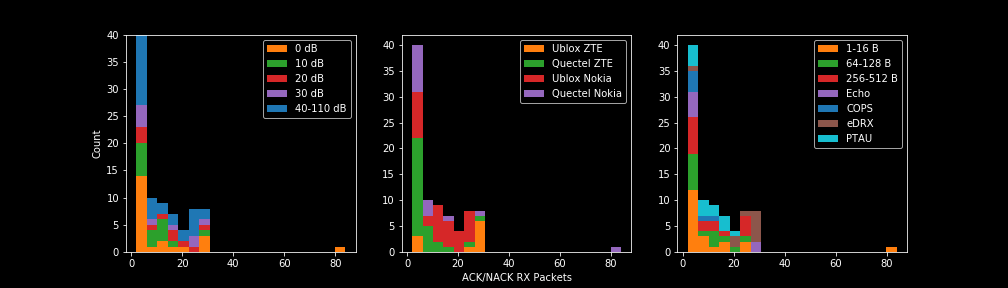 Count
40
35
30
25
20
15
10
5
0
0 20 40 60 80
0 dB
10 dB
20 dB
30 dB
40-110 dB
40
35
30
25
20
15
10
5
0
0 20 40 60 80
ACK/NACK RX Packets
Ublox ZTE
Quectel ZTE
Ublox Nokia
Quectel Nokia
40
35
30
25
20
15
10
5
0
0 20 40 60 80
1-16 B
64-128 B
256-512 B
Echo
COPS
eDRX
PTAU